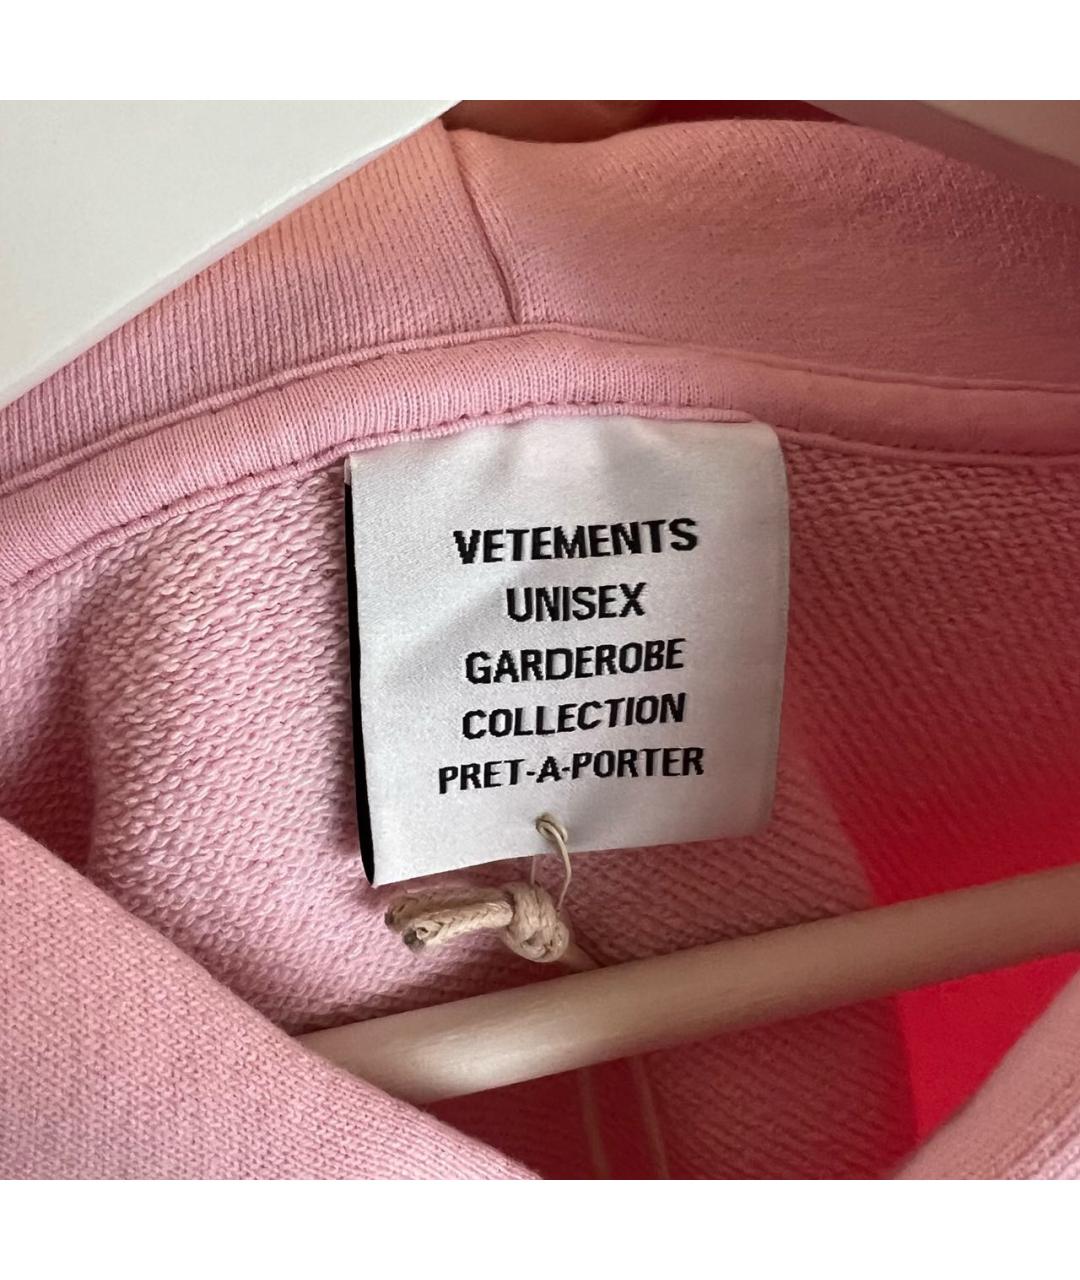 VETEMENTS
UNISEX
GARDEROBE
COLLECTION
PRET-A-PORTER